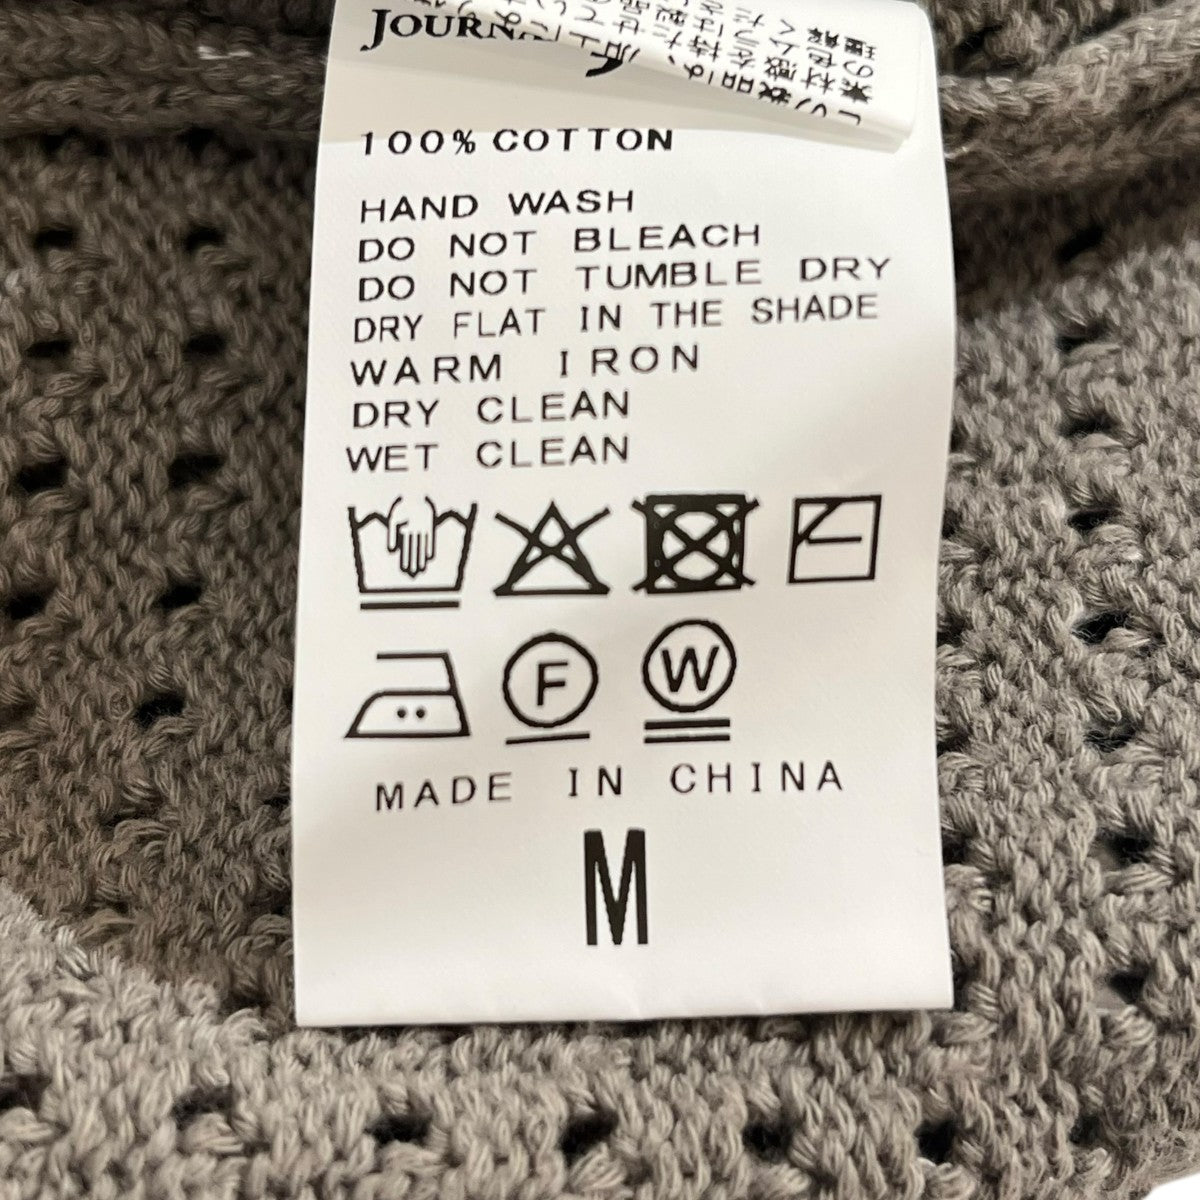 JOURN
100% COTTON
HAND WASH
DO NOT BLEACH
DO NOT TUMBLE DRY
DRY FLAT IN THE SHADE
WARM IRON
DRY CLEAN
WET CLEAN
F W
MADE IN CHINA
M